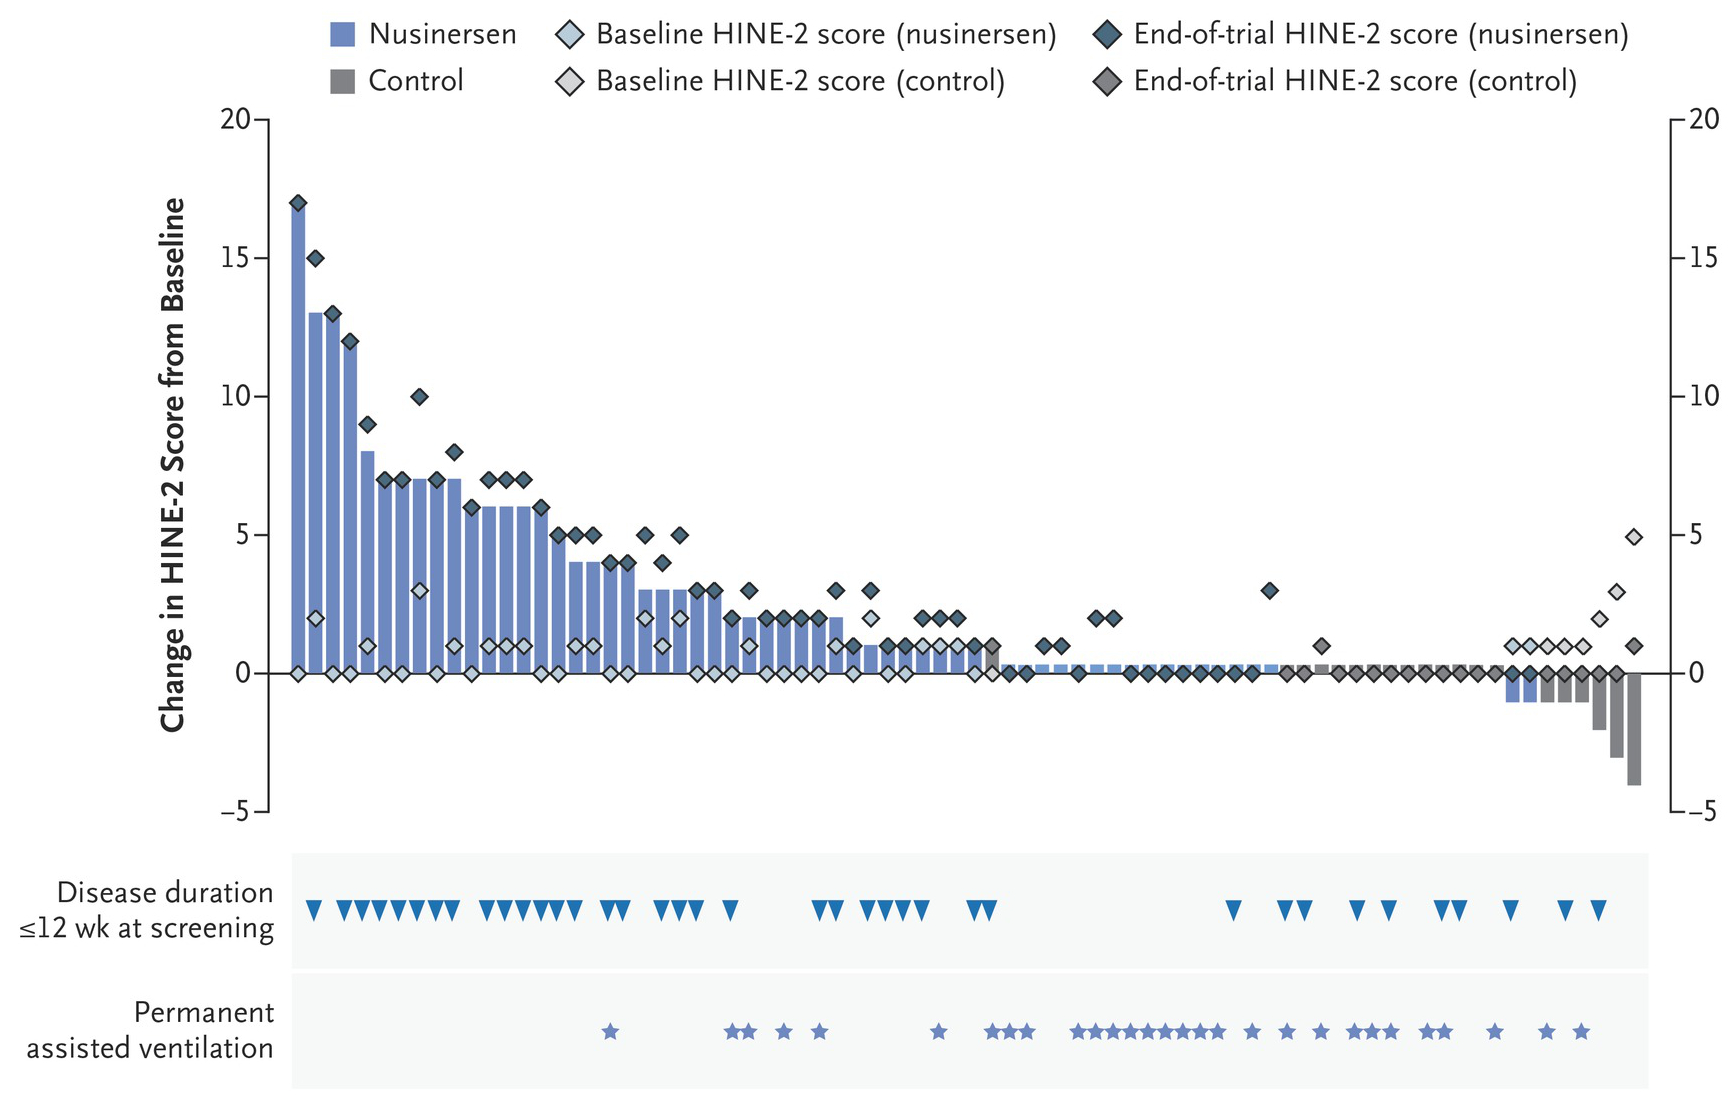 Nusinersen Baseline HINE-2 score (nusinersen) End-of-trial HINE-2 score (nusinersen)
Control Baseline HINE-2 score (control) End-of-trial HINE-2 score (control)
Change in HINE-2 Score from Baseline
20 20
15 15
10 10
5 5
0 0
–5 –5
Disease duration
≤12 wk at screening
Permanent
assisted ventilation